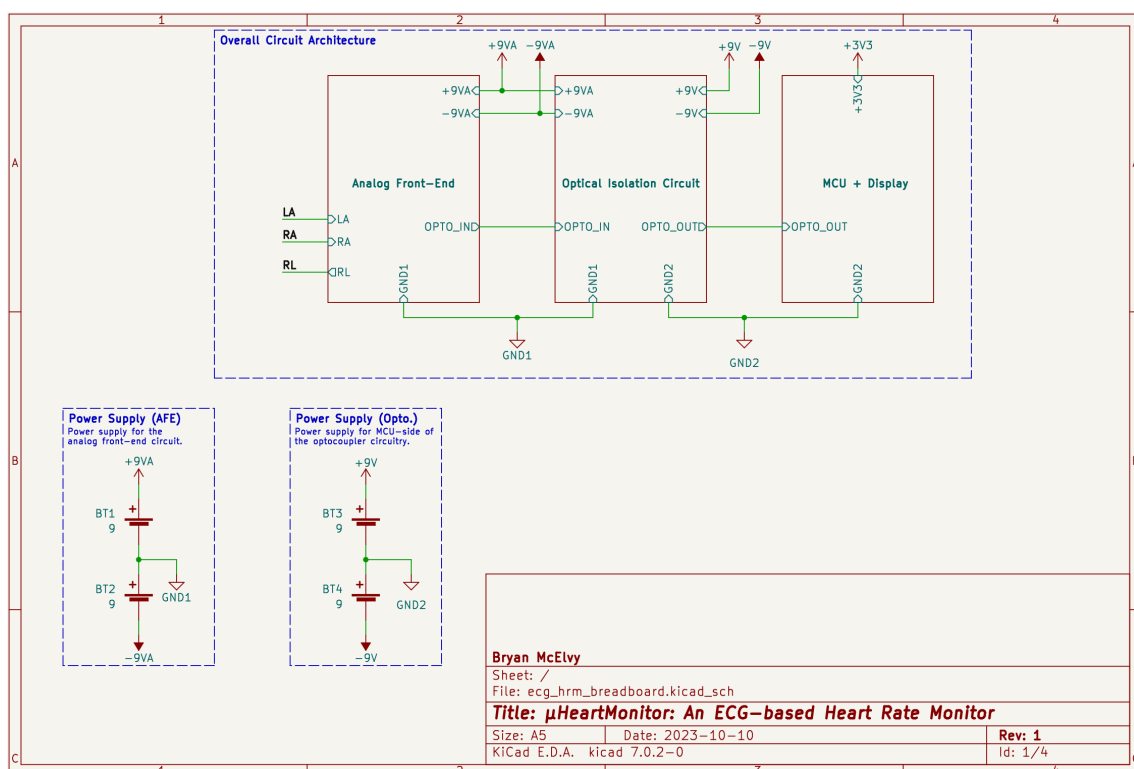 1 2 3 4
Overall Circuit Architecture
+9VA -9VA +9V -9V +3V3
+9VA +9VA +9V +3V3
-9VA -9VA -9V
A
Analog Front-End Optical Isolation Circuit MCU + Display
LA LA OPTO_IN OPTO_IN OPTO_OUT OPTO_OUT
RA RA
RL RL
GND1 GND1 GND2 GND2
GND1 GND2
Power Supply (AFE)
Power supply for the
analog front-end circuit.
+9VA
BT1 +
9
BT2 +
9
GND1
-9VA
Power Supply (Opto.)
Power supply for MCU-side of
the optocoupler circuitry.
+9V
BT3 +
9
BT4 +
9
GND2
-9V
B
Bryan McElvy
Sheet: /
File: ecg_hrm_breadboard.kicad_sch
Title: µHeartMonitor: An ECG-based Heart Rate Monitor
Size: A5 Date: 2023-10-10 Rev: 1
KiCad E.D.A. kicad 7.0.2-0 Id: 1/4
C
1 2 3 4